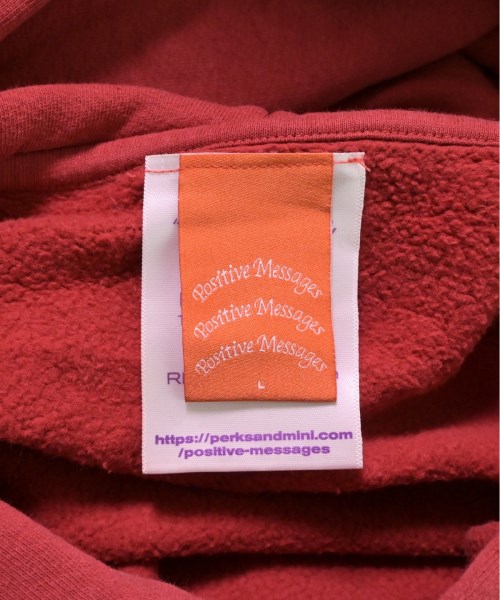 Positive Messages
Positive Messages
Positive Messages
L
https://perksandmini.com
/positive-messages